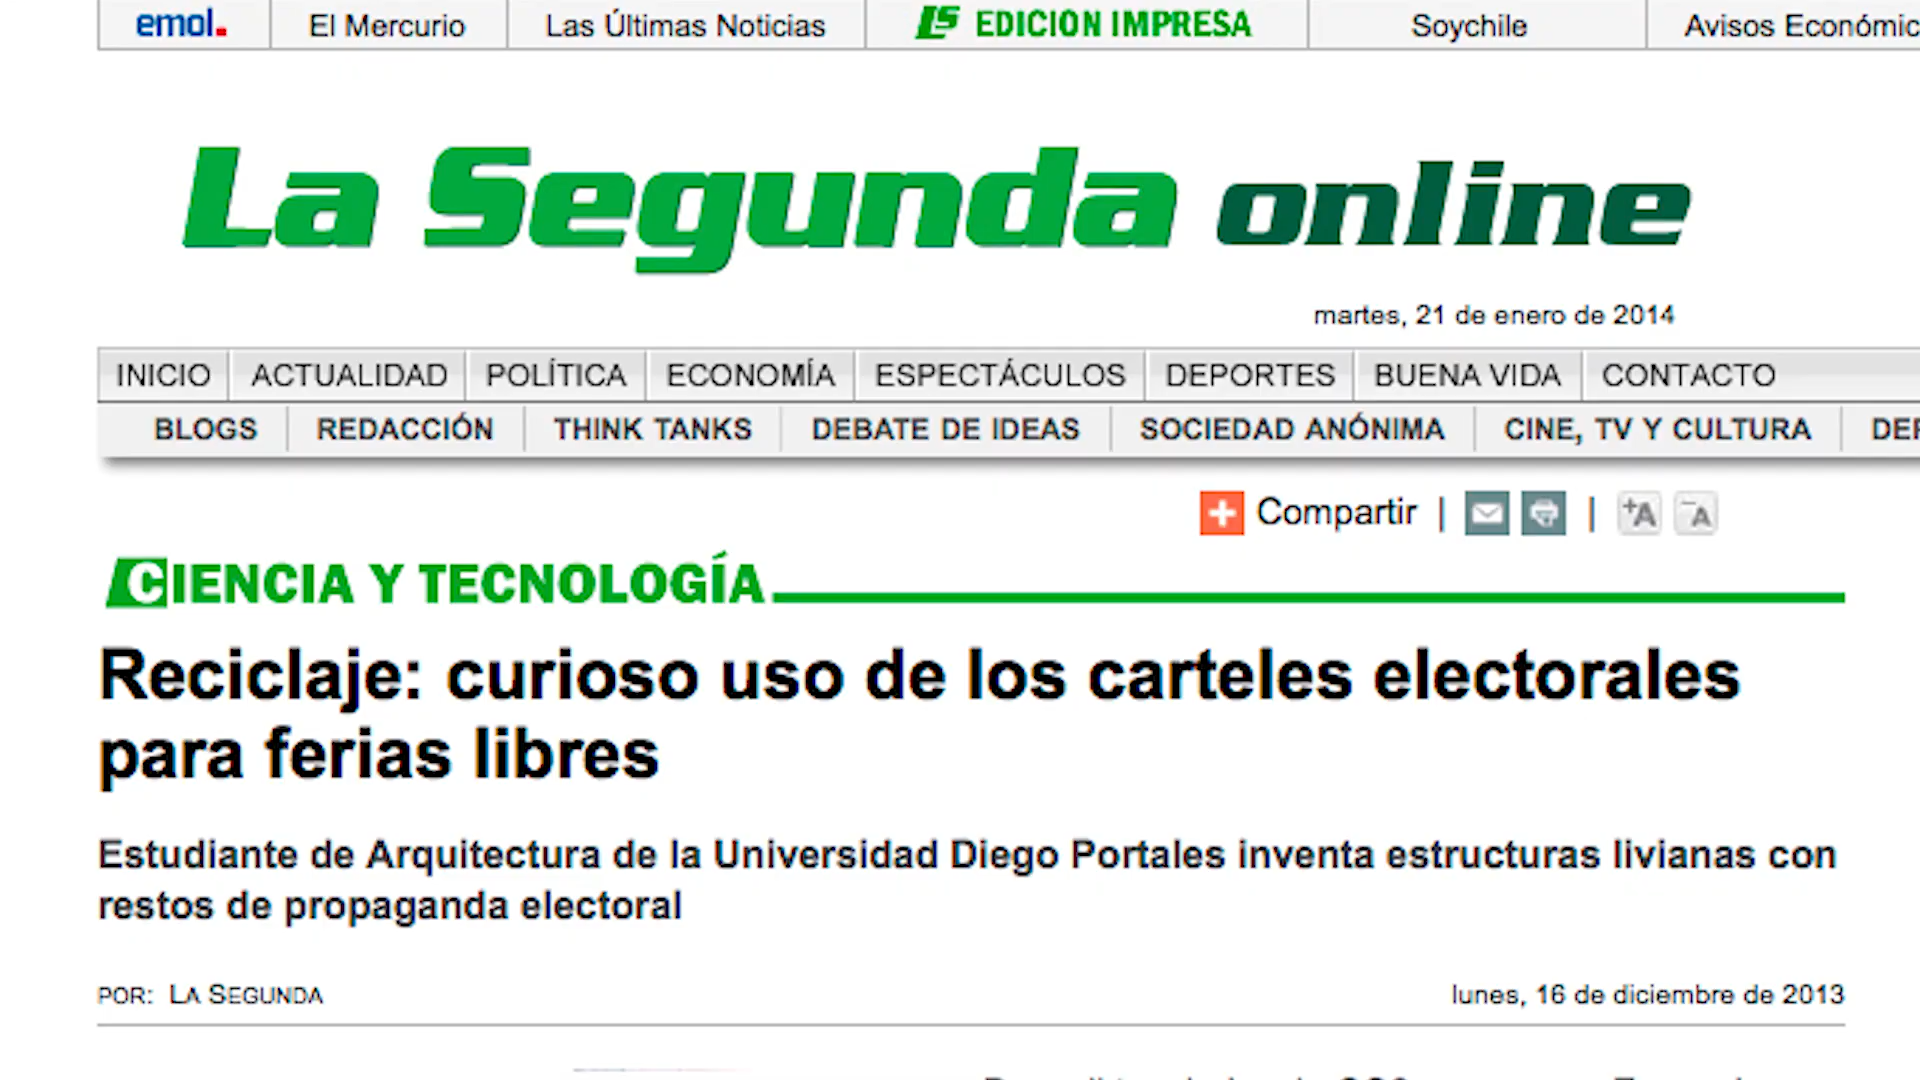 emol. El Mercurio Las Últimas Noticias LS EDICION IMPRESA Soychile Avisos
La Segunda online
martes, 21 de enero de 2014
INICIO ACTUALIDAD POLÍTICA ECONOMÍA ESPECTÁCULOS DEPORTES BUENA VIDA CONTACTO
BLOGS REDACCIÓN THINK TANKS DEBATE DE IDEAS SOCIEDAD ANÓNIMA CINE, TV Y CULTURA
Compartir | | +A -A
CIENCIA Y TECNOLOGÍA
Reciclaje: curioso uso de los carteles electorales
para ferias libres
Estudiante de Arquitectura de la Universidad Diego Portales inventa estructuras livianas con
restos de propaganda electoral
POR: LA SEGUNDA lunes, 16 de diciembre de 2013